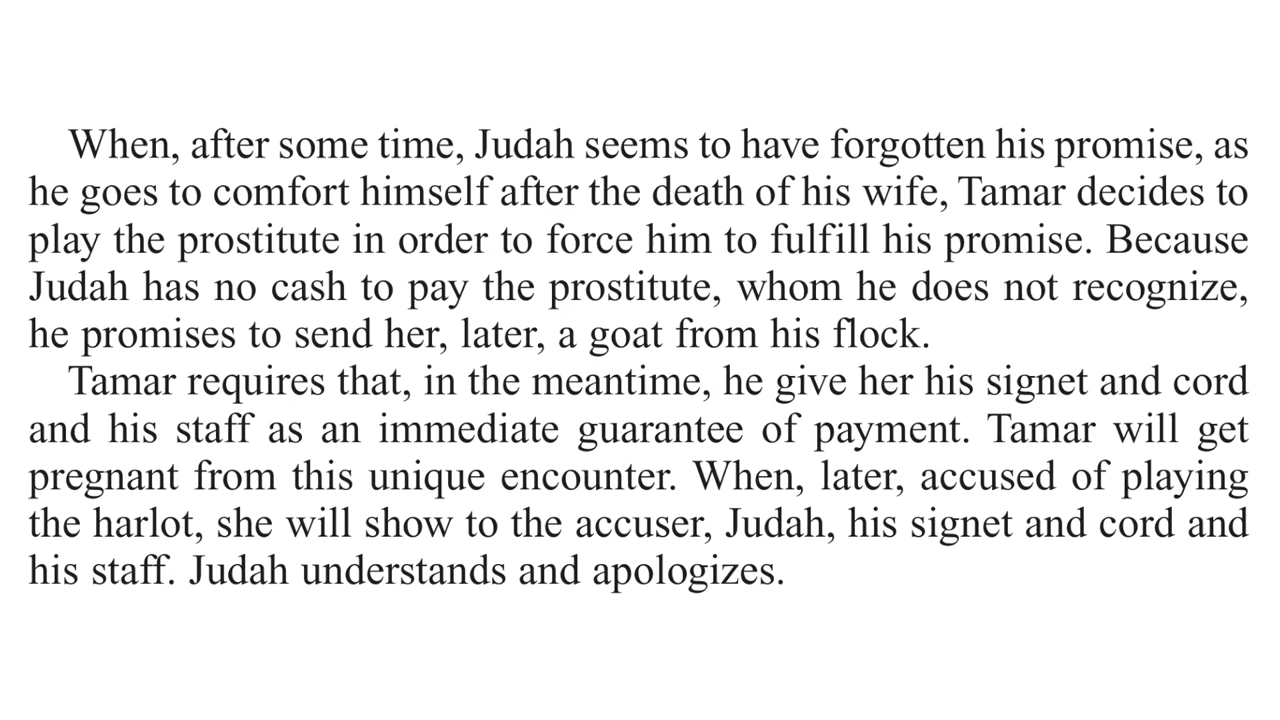 When, after some time, Judah seems to have forgotten his promise, as
he goes to comfort himself after the death of his wife, Tamar decides to
play the prostitute in order to force him to fulfill his promise. Because
Judah has no cash to pay the prostitute, whom he does not recognize,
he promises to send her, later, a goat from his flock.
Tamar requires that, in the meantime, he give her his signet and cord
and his staff as an immediate guarantee of payment. Tamar will get
pregnant from this unique encounter. When, later, accused of playing
the harlot, she will show to the accuser, Judah, his signet and cord and
his staff. Judah understands and apologizes.